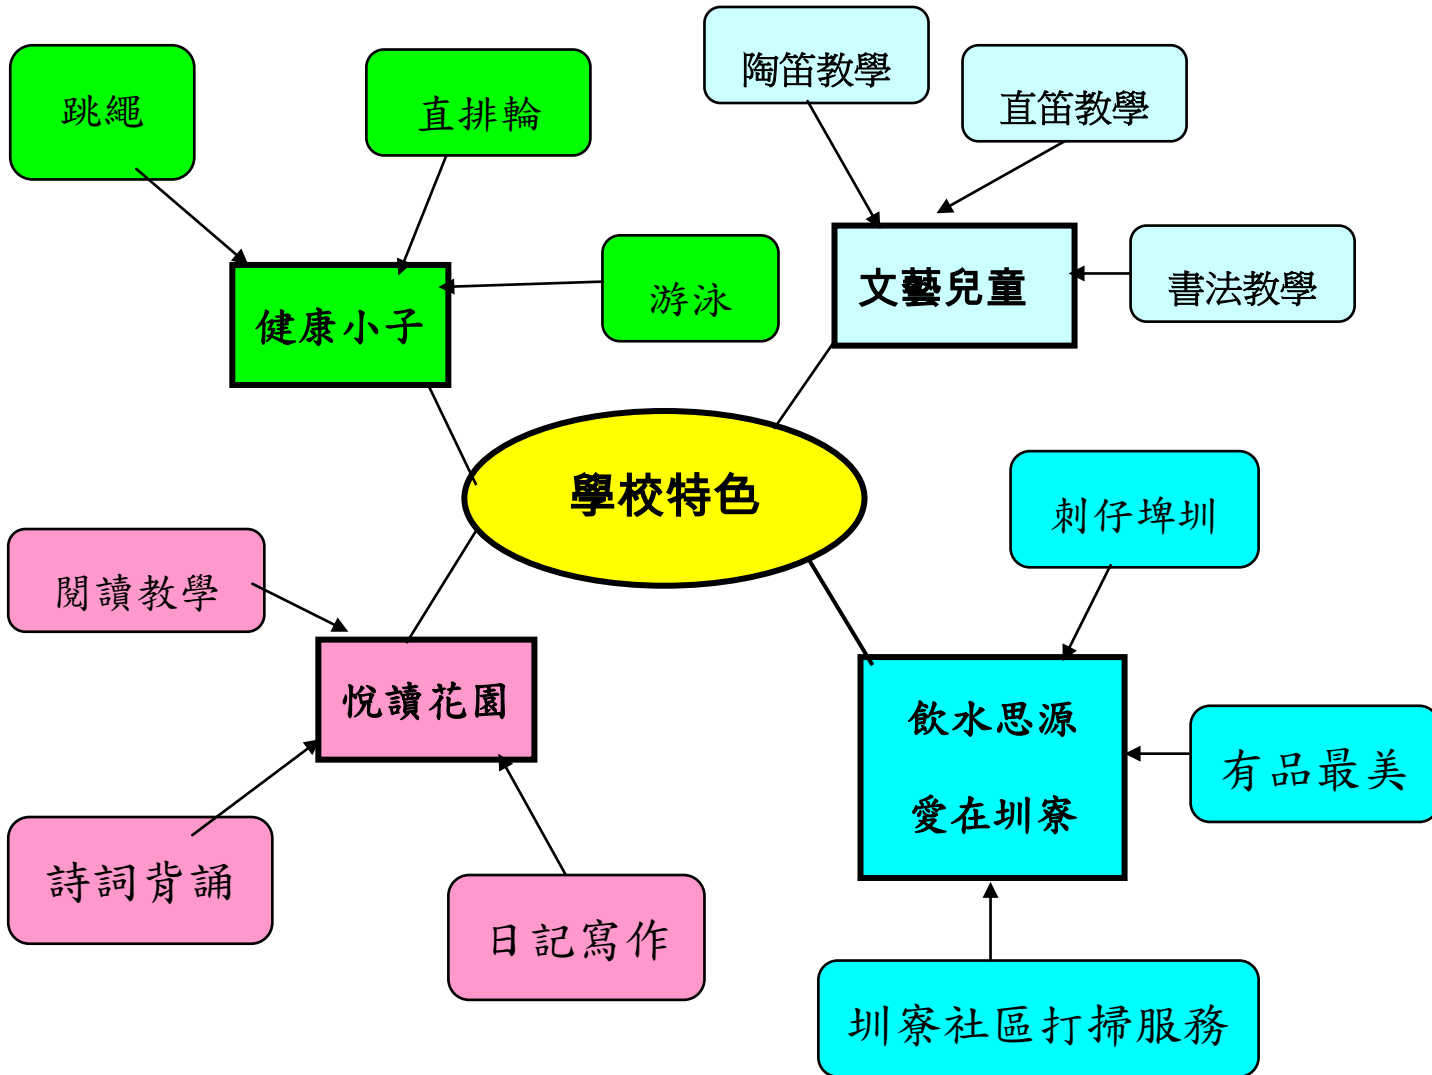 陶笛教學
跳繩
直排輪
直笛教學
游泳
書法教學
文藝兒童
健康小子
學校特色
刺仔埤圳
閱讀教學
悅讀花園
飲水思源
愛在圳寮
有品最美
詩詞背誦
日記寫作
圳寮社區打掃服務